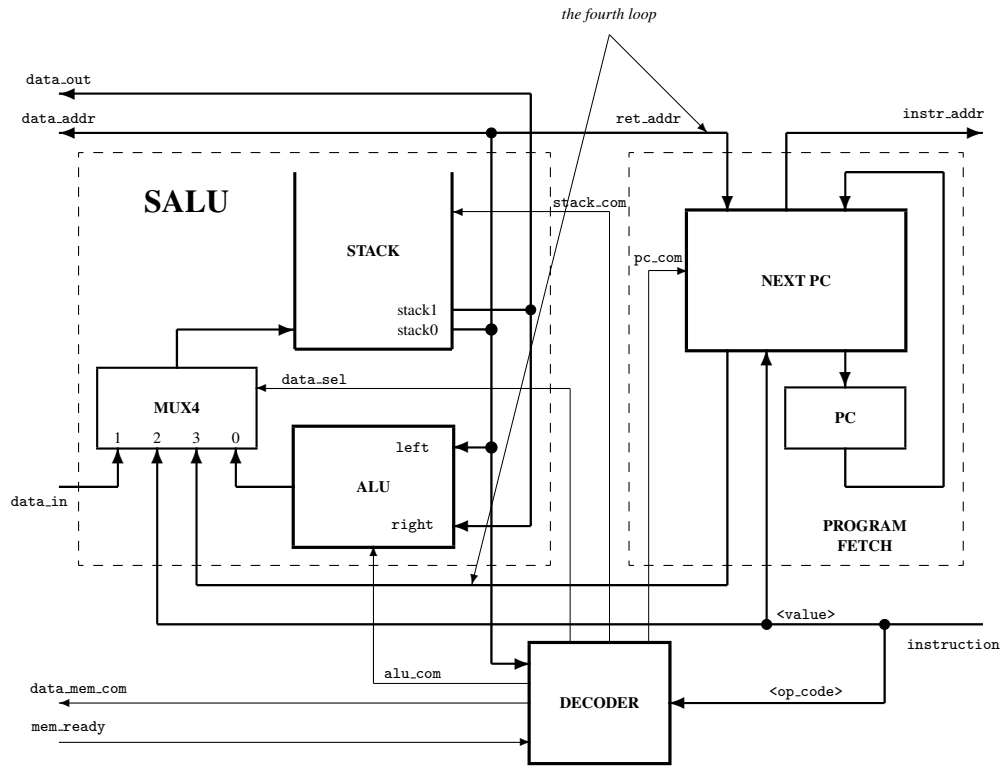 the fourth loop
data_out
data_addr
ret_addr
instr_addr
SALU
stack_com
STACK
pc_com
NEXT PC
stack1
stack0
data_sel
MUX4
PC
1 2 3 0
left
ALU
data_in
right
PROGRAM
FETCH
<value>
instruction
alu_com
data_mem_com
<op_code>
DECODER
mem_ready